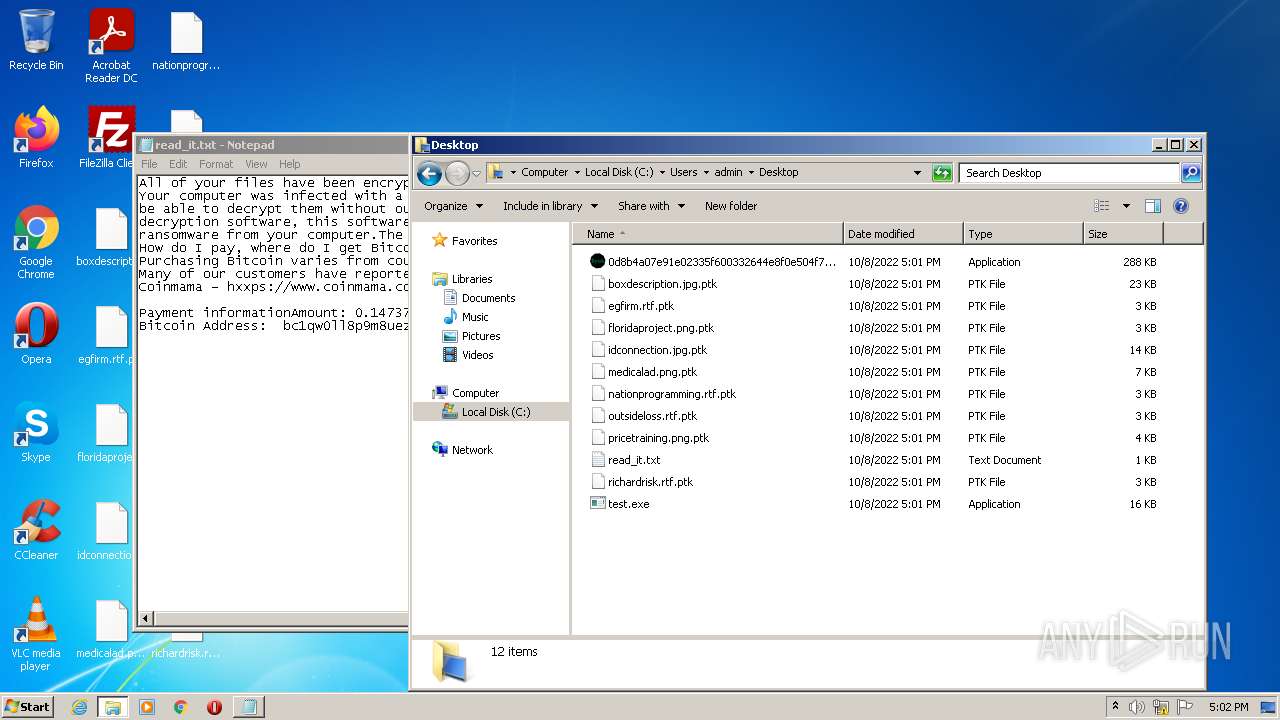 Recycle Bin
Acrobat
Reader DC
nationprogr...
Firefox
FileZilla Clie
Google
Chrome
boxdescript
Opera
egfirm.rtf.p
Skype
floridaproje
CCleaner
idconnectio
VLC media
player
medicalad.p...
richardrisk.r...
read_it.txt - Notepad
File Edit Format View Help
All of your files have been encryp
Your computer was infected with a
be able to decrypt them without ou
decryption software, this software
ransomware from your computer.The
How do I pay, where do I get Bitco
Purchasing Bitcoin varies from cou
Many of our customers have reporte
Coinmama - hxxps://www.coinmama.co
Payment informationAmount: 0.14737
Bitcoin Address: bc1qw0ll8p9m8uez
Desktop
Computer Local Disk (C:) Users admin Desktop
Search Desktop
Organize Include in library Share with New folder
Favorites
Libraries
Documents
Music
Pictures
Videos
Computer
Local Disk (C:)
Network
Name Date modified Type Size
0d8b4a07e91e02335f600332644e8f0e504f7... 10/8/2022 5:01 PM Application 288 KB
boxdescription.jpg.ptk 10/8/2022 5:01 PM PTK File 23 KB
egfirm.rtf.ptk 10/8/2022 5:01 PM PTK File 3 KB
floridaproject.png.ptk 10/8/2022 5:01 PM PTK File 6 KB
idconnection.jpg.ptk 10/8/2022 5:01 PM PTK File 14 KB
medicalad.png.ptk 10/8/2022 5:01 PM PTK File 7 KB
nationprogramming.rtf.ptk 10/8/2022 5:01 PM PTK File 3 KB
outsideloss.rtf.ptk 10/8/2022 5:01 PM PTK File 3 KB
pricetraining.png.ptk 10/8/2022 5:01 PM PTK File 4 KB
read_it.txt 10/8/2022 5:01 PM Text Document 1 KB
richardrisk.rtf.ptk 10/8/2022 5:01 PM PTK File 3 KB
test.exe 10/8/2022 5:01 PM Application 16 KB
12 items
ANY RUN
Start
5:02 PM